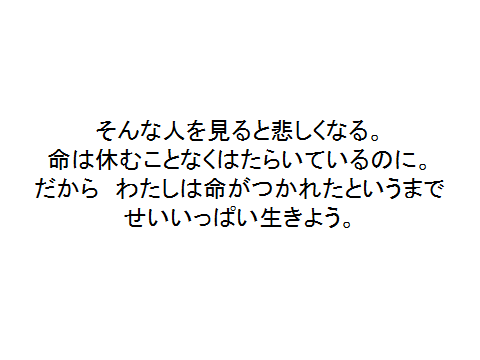 そんな人を見ると悲しくなる。
命は休むことなくはたらいているのに。
だから　わたしは命がつかれたというまで
せいいっぱい生きよう。